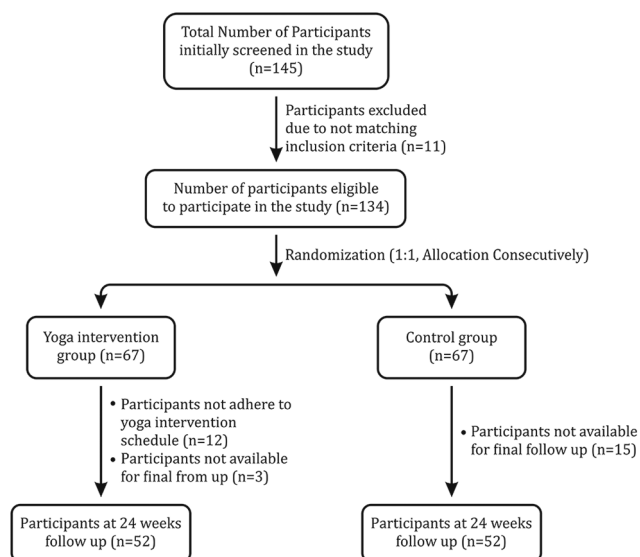 Total Number of Participants
initially screened in the study
(n=145)
Participants excluded
due to not matching
inclusion criteria (n=11)
Number of participants eligible
to participate in the study (n=134)
Randomization (1:1, Allocation Consecutively)
Yoga intervention
group (n=67)
Control group
(n=67)
• Participants not adhere to
yoga intervention
schedule (n=12)
• Participants not available
for final from up (n=3)
• Participants not available
for final follow up (n=15)
Participants at 24 weeks
follow up (n=52)
Participants at 24 weeks
follow up (n=52)